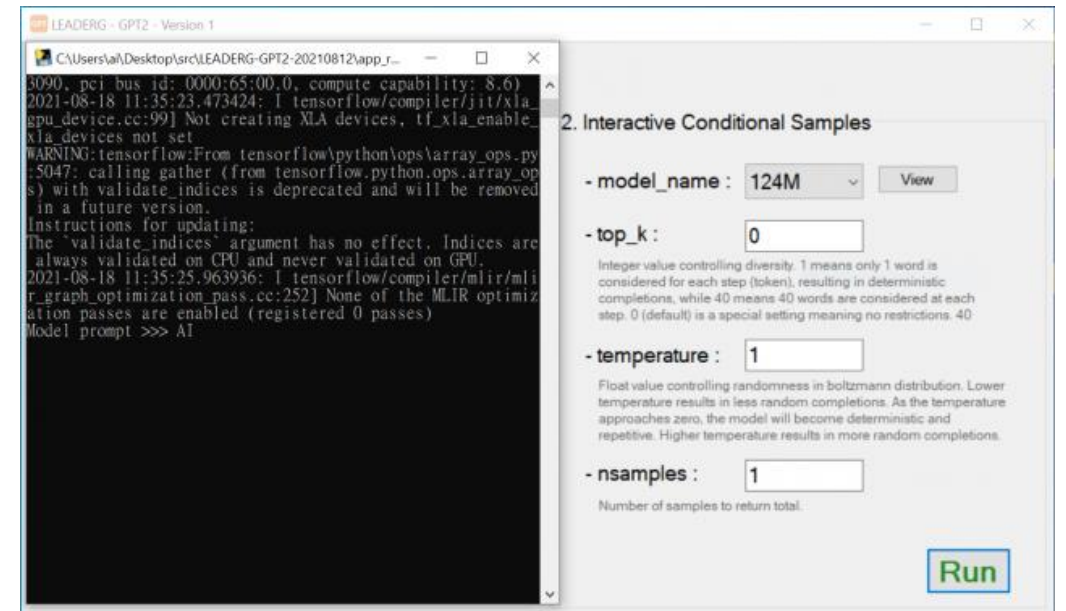 LEADERG - GPT2 - Version 1
C:\Users\ai\Desktop\src\LEADERG-GPT2-20210812\app_r...
3090, pci bus id: 0000:65:00.0, compute capability: 8.6)
2021-08-18 11:35:23.473424: I tensorflow/compiler/jit/xla_
gpu_device.cc:99] Not creating XLA devices, tf_xla_enable_
xla_devices not set
WARNING:tensorflow:From tensorflow\python\ops\array_ops.py
:5047: calling gather (from tensorflow.python.ops.array_op
s) with validate_indices is deprecated and will be removed
in a future version.
Instructions for updating:
The `validate_indices` argument has no effect. Indices are
always validated on CPU and never validated on GPU.
2021-08-18 11:35:25.963936: I tensorflow/compiler/mlir/mli
r_graph_optimization_pass.cc:252] None of the MLIR optimiz
ation passes are enabled (registered 0 passes)
Model prompt >>> AI
2. Interactive Conditional Samples
- model_name : 124M View
- top_k : 0
Integer value controlling diversity. 1 means only 1 word is
considered for each step (token), resulting in deterministic
completions, while 40 means 40 words are considered at each
step. 0 (default) is a special setting meaning no restrictions. 40
- temperature : 1
Float value controlling randomness in boltzmann distribution. Lower
temperature results in less random completions. As the temperature
approaches zero, the model will become deterministic and
repetitive. Higher temperature results in more random completions.
- nsamples : 1
Number of samples to return total.
Run